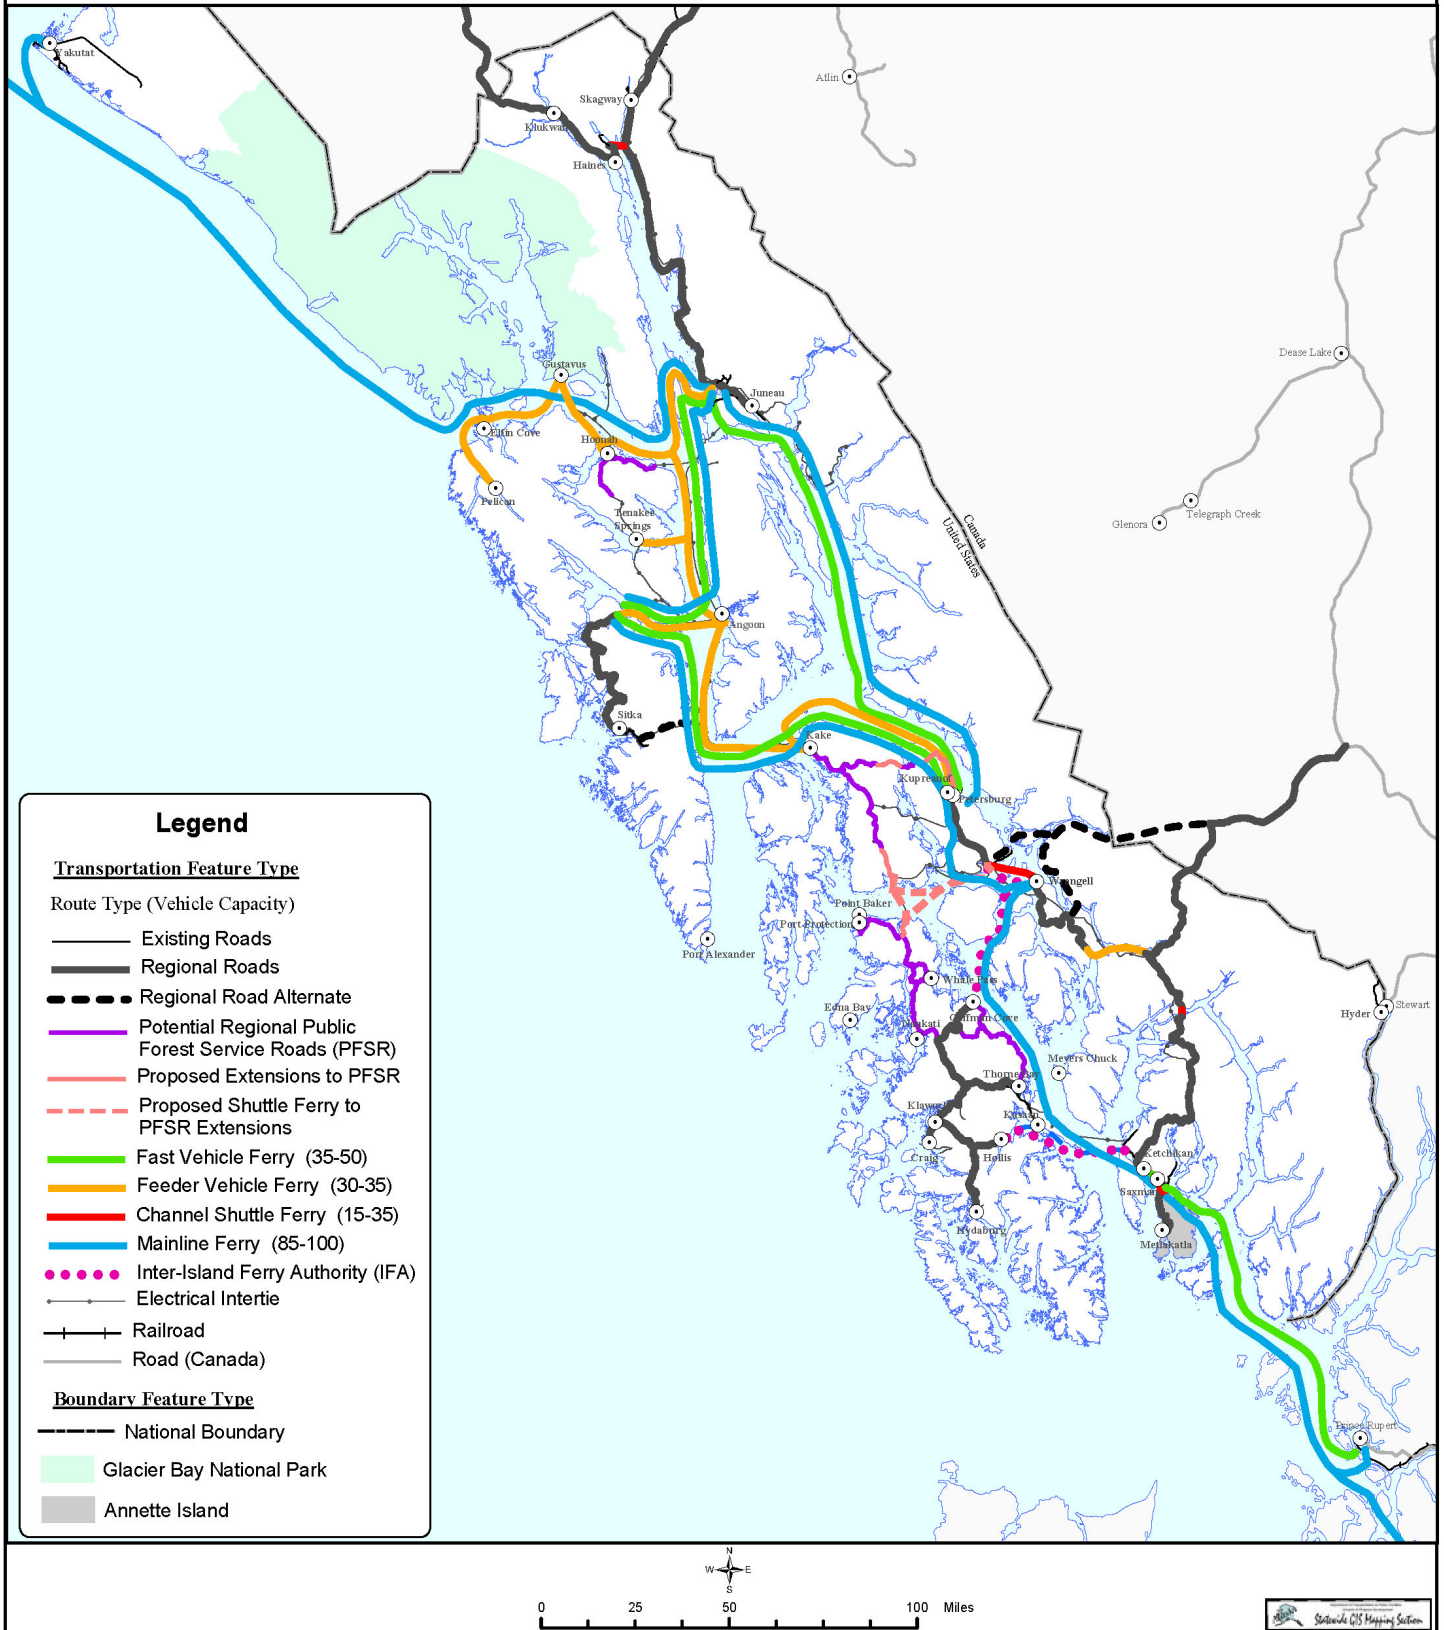 Yakutat
Skagway
Klukwan
Haines
Atlin
Dease Lake
Gustavus
Juneau
Elfin Cove
Hoonah
Pelican
Tenakee
Springs
Canada
United States
Telegraph Creek
Glenora
Angoon
Sitka
Kake
Kupreanof
Petersburg
Wrangell
Point Baker
Port Protection
Port Alexander
Whale Pass
Edna Bay
Coffman Cove
Naukati
Stewart
Hyder
Meyers Chuck
Thorne Bay
Klawock
Kasaan
Craig
Hollis
Ketchikan
Saxman
Hydaburg
Metlakatla
Prince Rupert
Legend
Transportation Feature Type
Route Type (Vehicle Capacity)
Existing Roads
Regional Roads
Regional Road Alternate
Potential Regional Public
Forest Service Roads (PFSR)
Proposed Extensions to PFSR
Proposed Shuttle Ferry to
PFSR Extensions
Fast Vehicle Ferry (35-50)
Feeder Vehicle Ferry (30-35)
Channel Shuttle Ferry (15-35)
Mainline Ferry (85-100)
Inter-Island Ferry Authority (IFA)
Electrical Intertie
Railroad
Road (Canada)
Boundary Feature Type
National Boundary
Glacier Bay National Park
Annette Island
N
W E
S
0 25 50 100 Miles
Statewide GIS Mapping Section